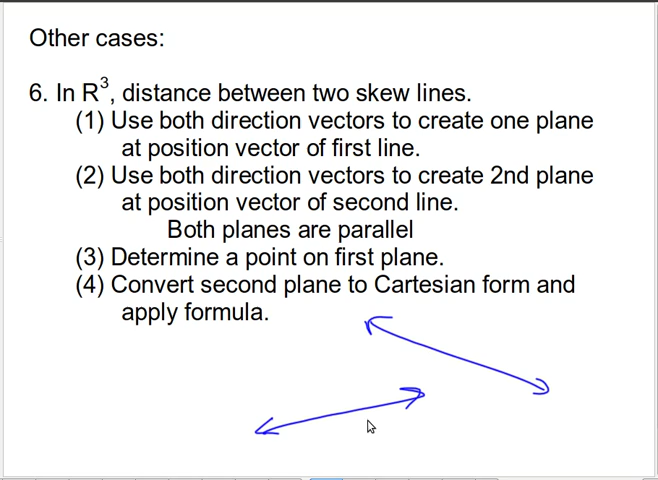 Other cases:
6. In R³, distance between two skew lines.
(1) Use both direction vectors to create one plane
at position vector of first line.
(2) Use both direction vectors to create 2nd plane
at position vector of second line.
Both planes are parallel
(3) Determine a point on first plane.
(4) Convert second plane to Cartesian form and
apply formula.